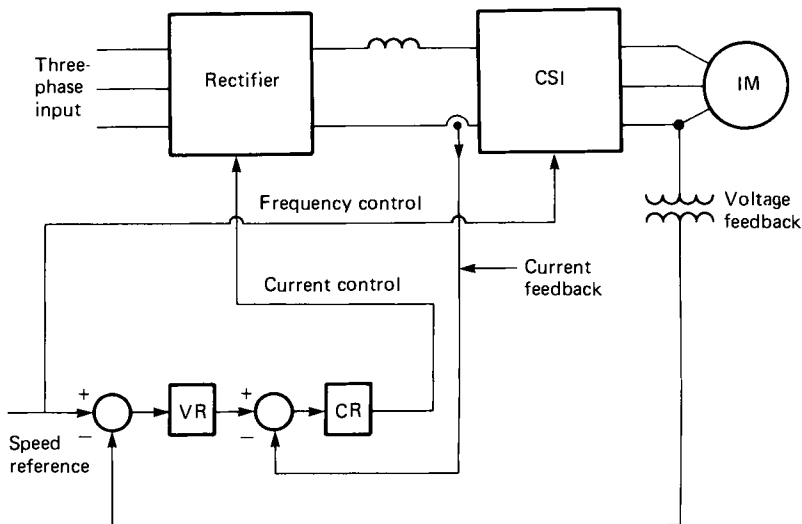 Three-
phase
input
Rectifier
CSI
IM
Frequency control
Voltage
feedback
Current control
Current
feedback
+
−
VR
+
−
CR
Speed
reference